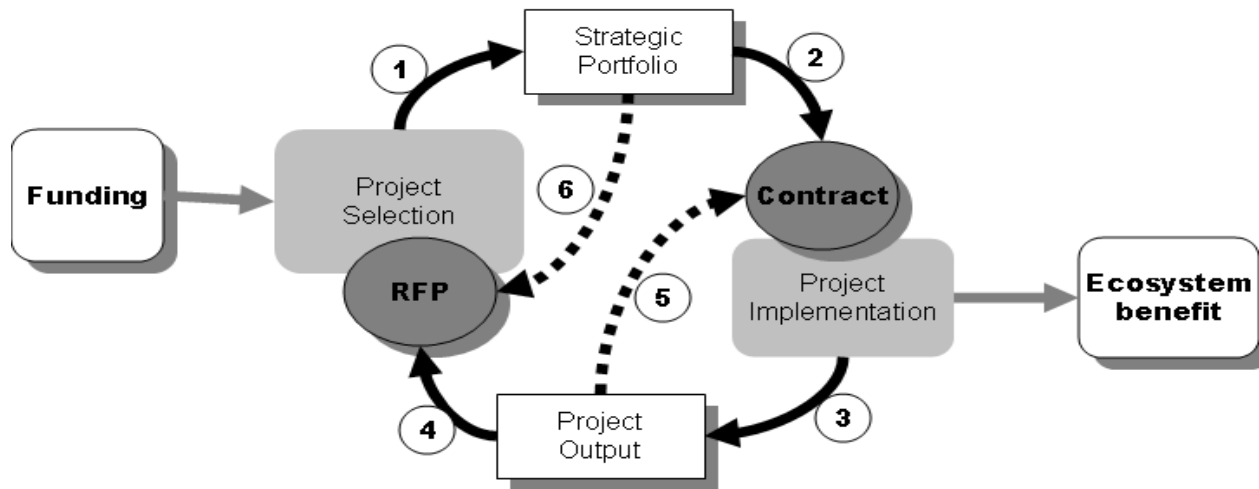 Strategic
Portfolio
1
2
Funding
Project
Selection
6
Contract
RFP
5
Project
Implementation
Ecosystem
benefit
4
Project
Output
3